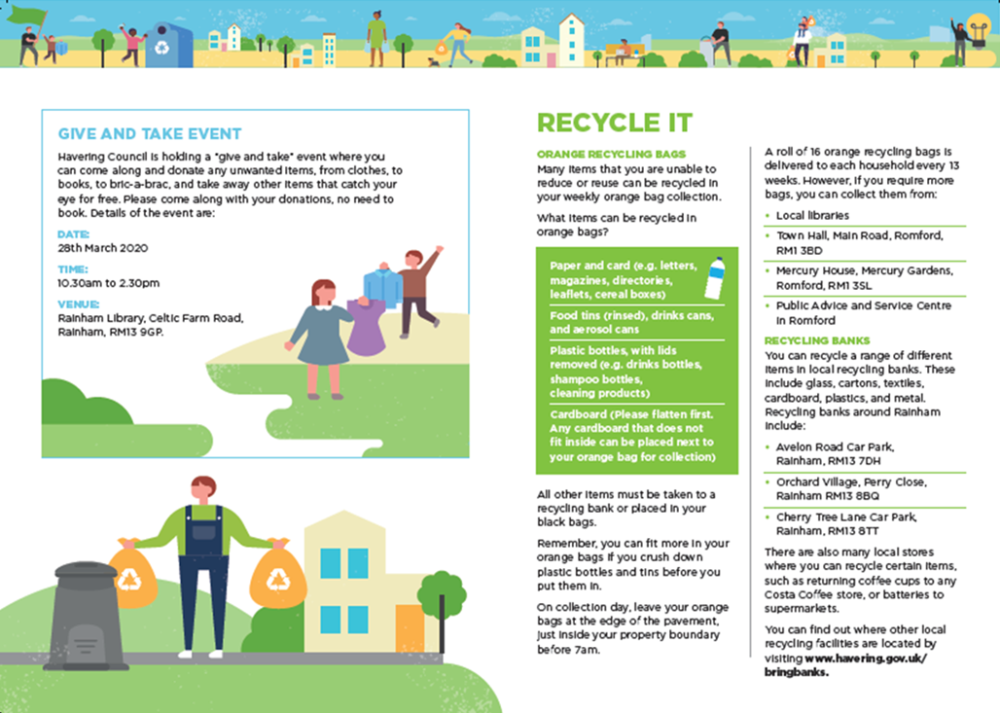 GIVE AND TAKE EVENT
Havering Council is holding a "give and take" event where you
can come along and donate any unwanted items, from clothes, to
books, to bric-a-brac, and take away other items that catch your
eye for free. Please come along with your donations, no need to
book. Details of the event are:
DATE:
28th March 2020
TIME:
10.30am to 2.30pm
VENUE:
Rainham Library, Celtic Farm Road,
Rainham, RM13 9GP.
RECYCLE IT
ORANGE RECYCLING BAGS
Many items that you are unable to
reduce or reuse can be recycled in
your weekly orange bag collection.
What items can be recycled in
orange bags?
Paper and card (e.g. letters,
magazines, directories,
leaflets, cereal boxes)
Food tins (rinsed), drinks cans,
and aerosol cans
Plastic bottles, with lids
removed (e.g. drinks bottles,
shampoo bottles,
cleaning products)
Cardboard (Please flatten first.
Any cardboard that does not
fit inside can be placed next to
your orange bag for collection)
All other items must be taken to a
recycling bank or placed in your
black bags.
Remember, you can fit more in your
orange bags if you crush down
plastic bottles and tins before you
put them in.
On collection day, leave your orange
bags at the edge of the pavement,
just inside your property boundary
before 7am.
A roll of 16 orange recycling bags is
delivered to each household every 13
weeks. However, if you require more
bags, you can collect them from:
• Local libraries
• Town Hall, Main Road, Romford,
RM1 3BD
• Mercury House, Mercury Gardens,
Romford, RM1 3SL
• Public Advice and Service Centre
in Romford
RECYCLING BANKS
You can recycle a range of different
items in local recycling banks. These
include glass, cartons, textiles,
cardboard, plastics, and metal.
Recycling banks around Rainham
include:
• Avelon Road Car Park,
Rainham, RM13 7DH
• Orchard Village, Perry Close,
Rainham RM13 8BQ
• Cherry Tree Lane Car Park,
Rainham, RM13 8TT
There are also many local stores
where you can recycle certain items,
such as returning coffee cups to any
Costa Coffee store, or batteries to
supermarkets.
You can find out where other local
recycling facilities are located by
visiting www.havering.gov.uk/
bringbanks.